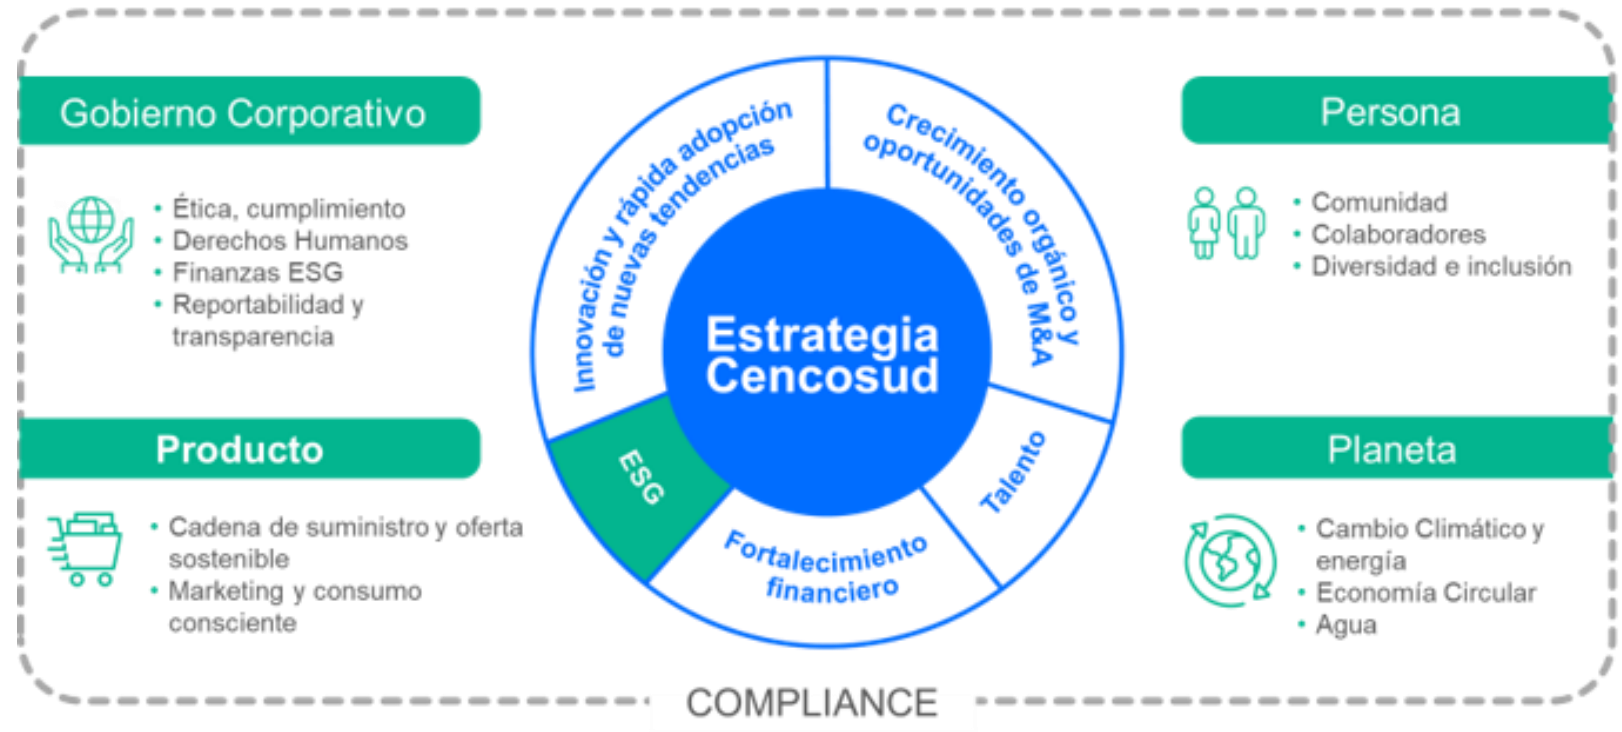 Gobierno Corporativo
• Ética, cumplimiento
• Derechos Humanos
• Finanzas ESG
• Reportabilidad y
transparencia
Producto
• Cadena de suministro y oferta
sostenible
• Marketing y consumo
consciente
Innovación y rápida adopción
de nuevas tendencias
Crecimiento orgánico y
oportunidades de M&A
Estrategia
Cencosud
ESG
Talento
Fortalecimiento
financiero
Persona
• Comunidad
• Colaboradores
• Diversidad e inclusión
Planeta
• Cambio Climático y
energía
• Economía Circular
• Agua
COMPLIANCE